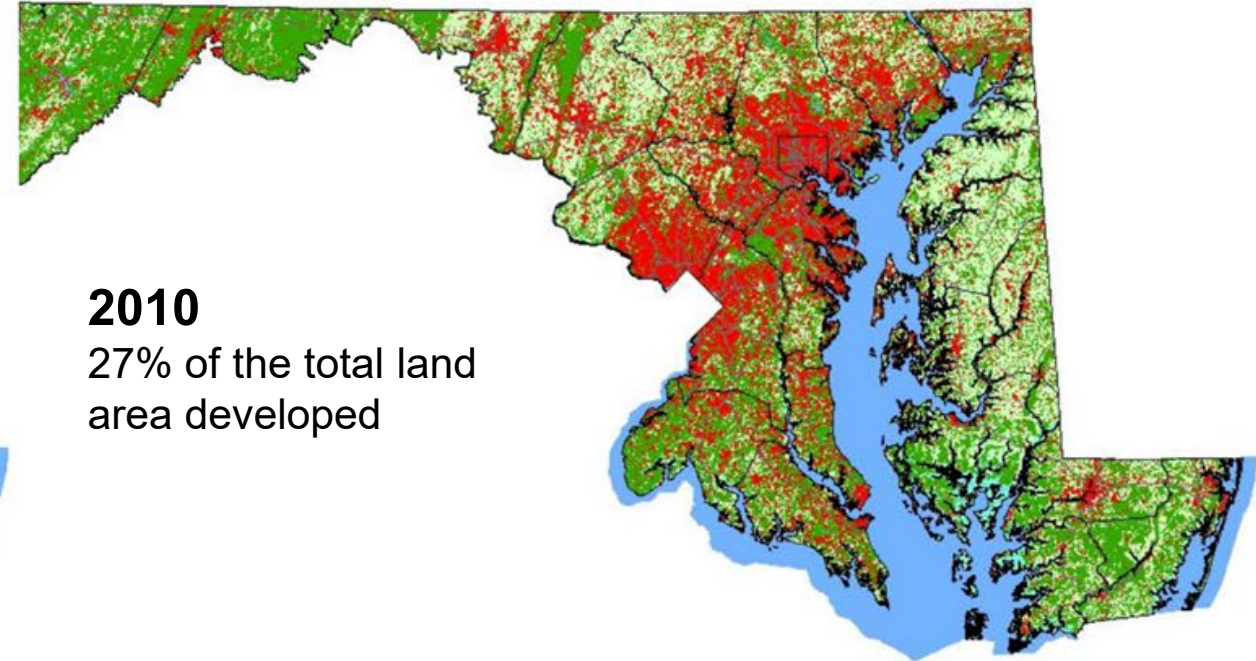 2010
27% of the total land
area developed